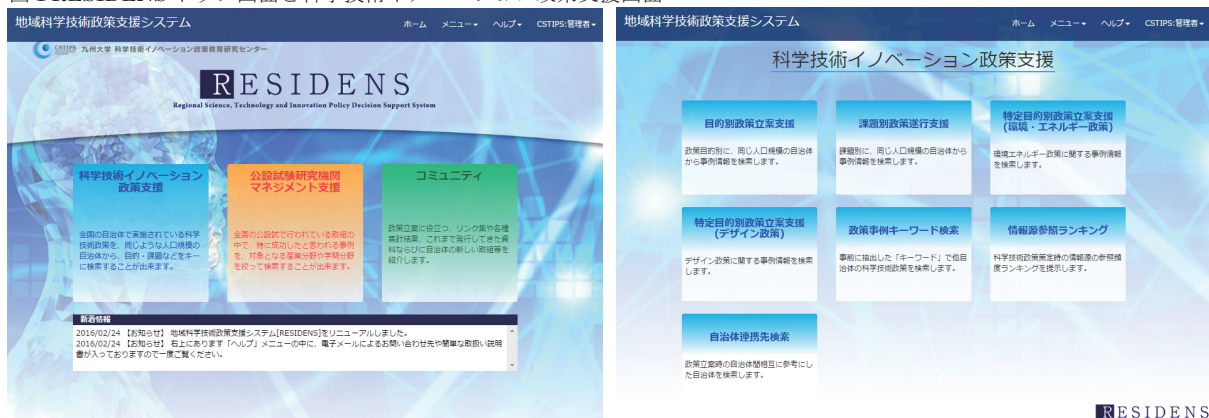 地域科学技術政策支援システム
ホーム メニュー▾ ヘルプ▾ CSTIPS:管理者▾
CSTIPS 九州大学 科学技術イノベーション政策教育研究センター
RESIDENS
Regional Science, Technology and Innovation Policy Decision Support System
科学技術イノベーション
政策支援
全国の自治体で実施されている科学
技術政策を、同じような人口規模の
自治体から、目的・課題などをキー
に検索することが出来ます。
公設試験研究機関
マネジメント支援
全国の公設試で行われている取組の
中で、特に成功したと思われる事例
を、対象となる産業分野や学問分野
を絞って検索することが出来ます。
コミュニティ
政策立案に役立つ、リンク集や各種
集計結果、これまで発行してきた資
料ならびに自治体の新しい取組等を
紹介します。
新着情報
2016/02/24 【お知らせ】 地域科学技術政策支援システム[RESIDENS]をリニューアルしました。
2016/02/24 【お知らせ】 右上にあります「ヘルプ」メニューの中に、電子メールによるお問い合わせ先や簡単な取扱い説明
書が入っておりますので一度ご覧ください。
地域科学技術政策支援システム
ホーム メニュー▾ ヘルプ▾ CSTIPS:管理者▾
科学技術イノベーション政策支援
目的別政策立案支援
政策目的別に、同じ人口規模の自治体
から事例情報を検索します。
課題別政策遂行支援
課題別に、同じ人口規模の自治体から
事例情報を検索します。
特定目的別政策立案支援
(環境・エネルギー政策)
環境エネルギー政策に関する事例情報
を検索します。
特定目的別政策立案支援
(デザイン政策)
デザイン政策に関する事例情報を検索
します。
政策事例キーワード検索
事前に抽出した「キーワード」で他自
治体の科学技術政策を検索します。
情報源参照ランキング
科学技術政策策定時の情報源の参照頻
度ランキングを提示します。
自治体連携先検索
政策立案時の自治体間相互に参考にし
た自治体を検索します。
RESIDENS